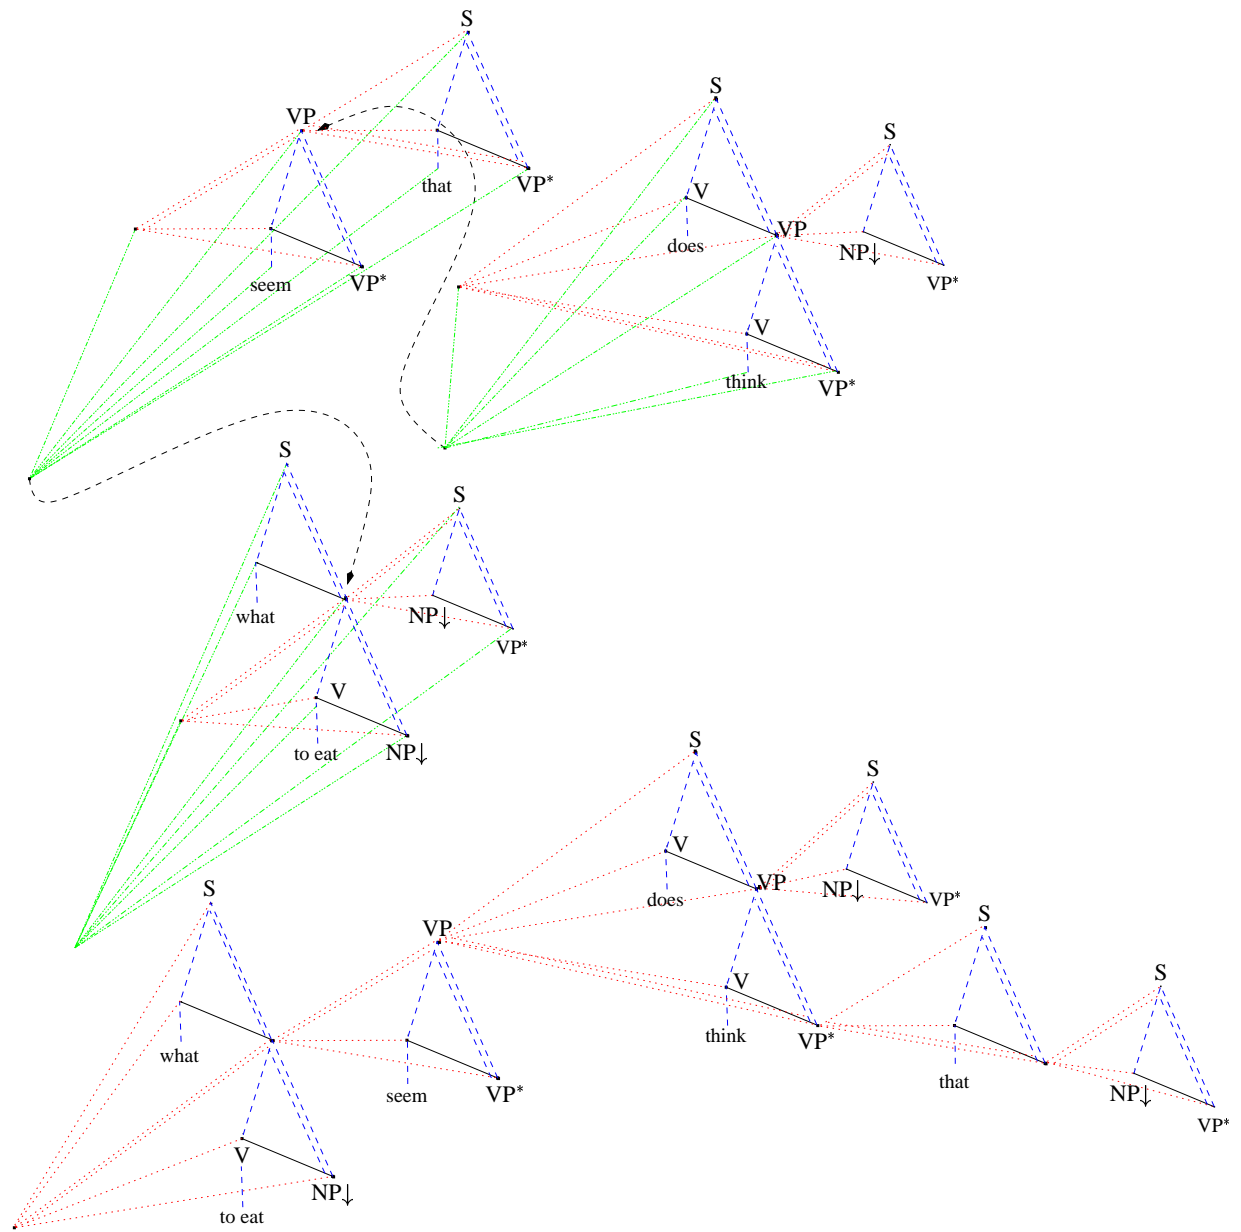 S
VP
that
VP*
seem
VP*
S
S
V
VP
does
NP↓
VP*
V
think
VP*
S
S
what
NP↓
VP*
V
to eat
NP↓
S
S
V
VP
does
NP↓
VP*
S
VP
S
V
S
think
VP*
what
that
seem
VP*
NP↓
VP*
V
NP↓
to eat